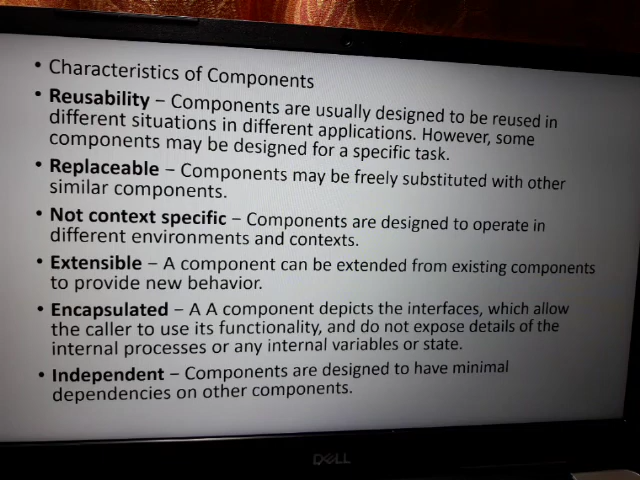 • Characteristics of Components
• Reusability – Components are usually designed to be reused in
different situations in different applications. However, some
components may be designed for a specific task.
• Replaceable – Components may be freely substituted with other
similar components.
• Not context specific – Components are designed to operate in
different environments and contexts.
• Extensible – A component can be extended from existing components
to provide new behavior.
• Encapsulated – A A component depicts the interfaces, which allow
the caller to use its functionality, and do not expose details of the
internal processes or any internal variables or state.
• Independent – Components are designed to have minimal
dependencies on other components.
DELL